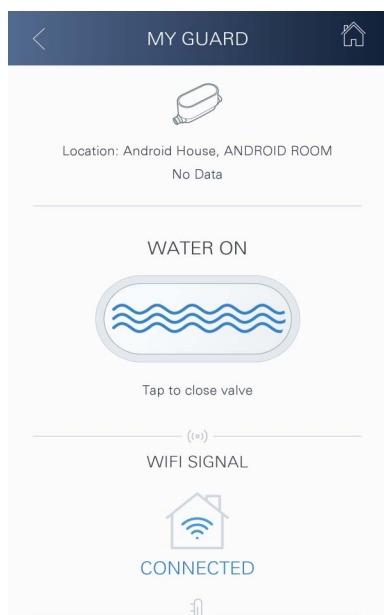 MY GUARD
Location: Android House, ANDROID ROOM
No Data
WATER ON
Tap to close valve
WIFI SIGNAL
CONNECTED